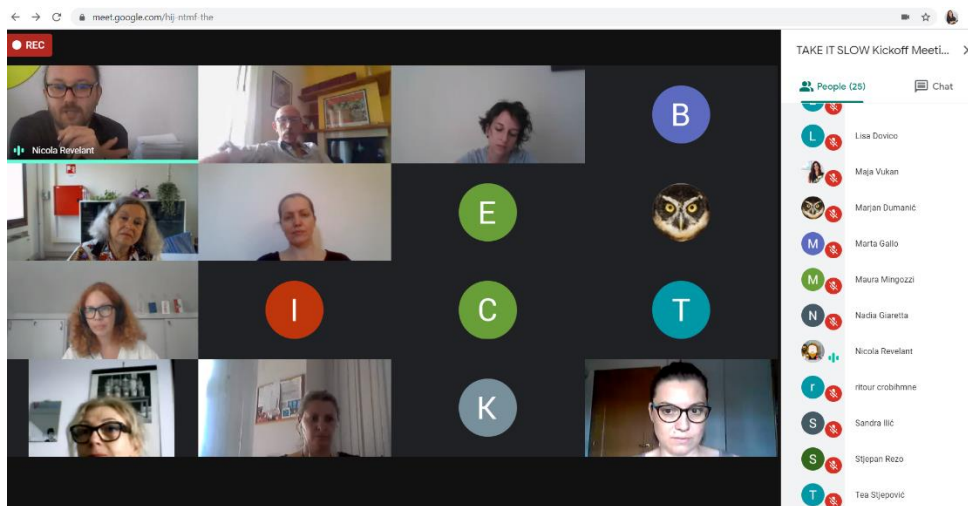 meet.google.com/hij-ntmf-the
REC
TAKE IT SLOW Kickoff Meeti...
People (25)
Chat
Nicola Revelant
B
E
I
C
T
K
L
Lisa Dovico
Maja Vukan
Marjan Dumanić
M
Marta Gallo
M
Maura Mingozzi
N
Nadia Giaretta
Nicola Revelant
r
ritour crobihmne
S
Sandra Ilić
S
Stjepan Rezo
T
Tea Stjepović